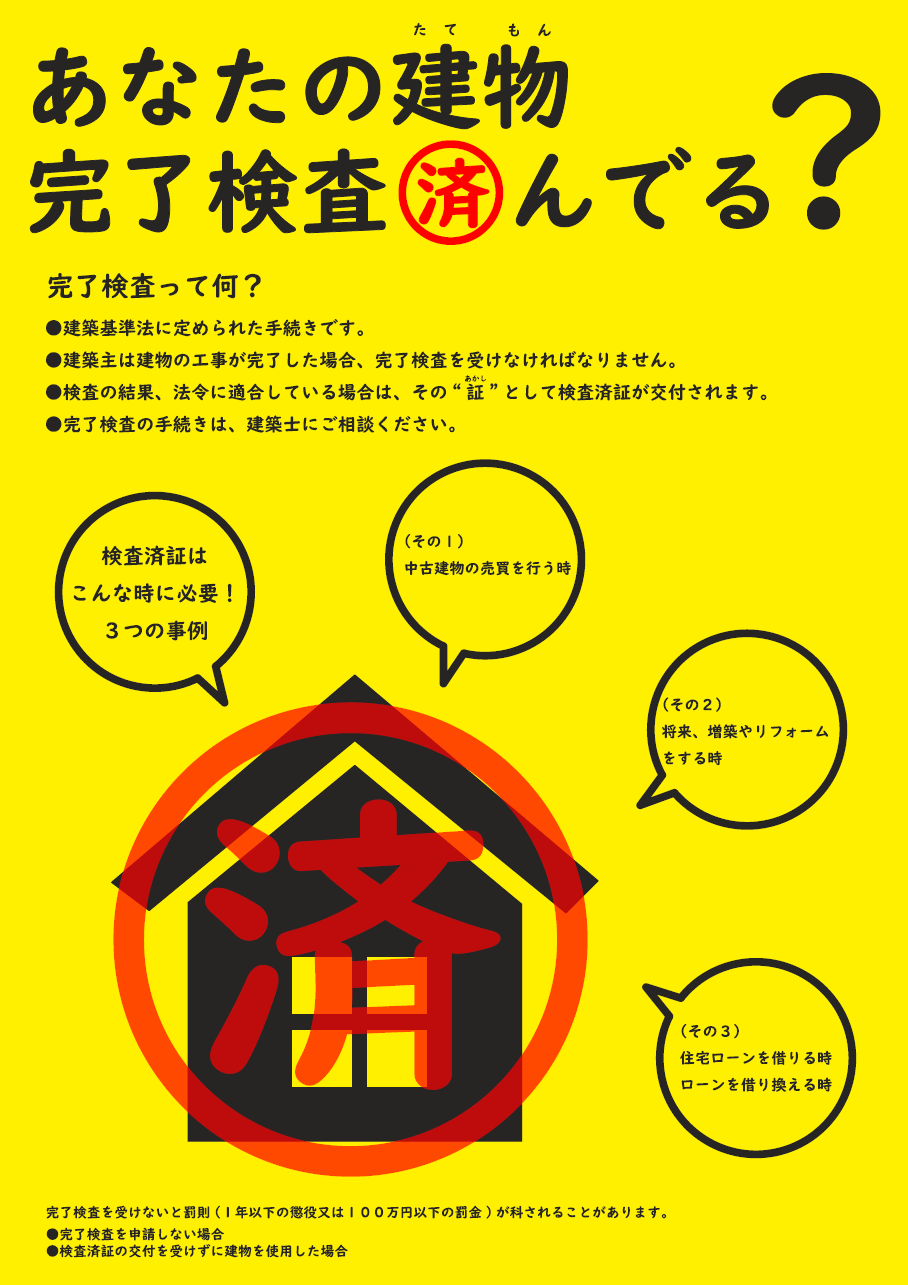 たてもん
あなたの建物
完了検査済んでる？
完了検査って何？
●建築基準法に定められた手続きです。
●建築主は建物の工事が完了した場合、完了検査を受けなければなりません。
あかし
●検査の結果、法令に適合している場合は、その“証”として検査済証が交付されます。
●完了検査の手続きは、建築士にご相談ください。
検査済証は
こんな時に必要！
３つの事例
（その１）
中古建物の売買を行う時
（その２）
将来、増築やリフォーム
をする時
済
（その３）
住宅ローンを借りる時
ローンを借り換える時
完了検査を受けないと罰則（１年以下の懲役又は１００万円以下の罰金）が科されることがあります。
●完了検査を申請しない場合
●検査済証の交付を受けずに建物を使用した場合